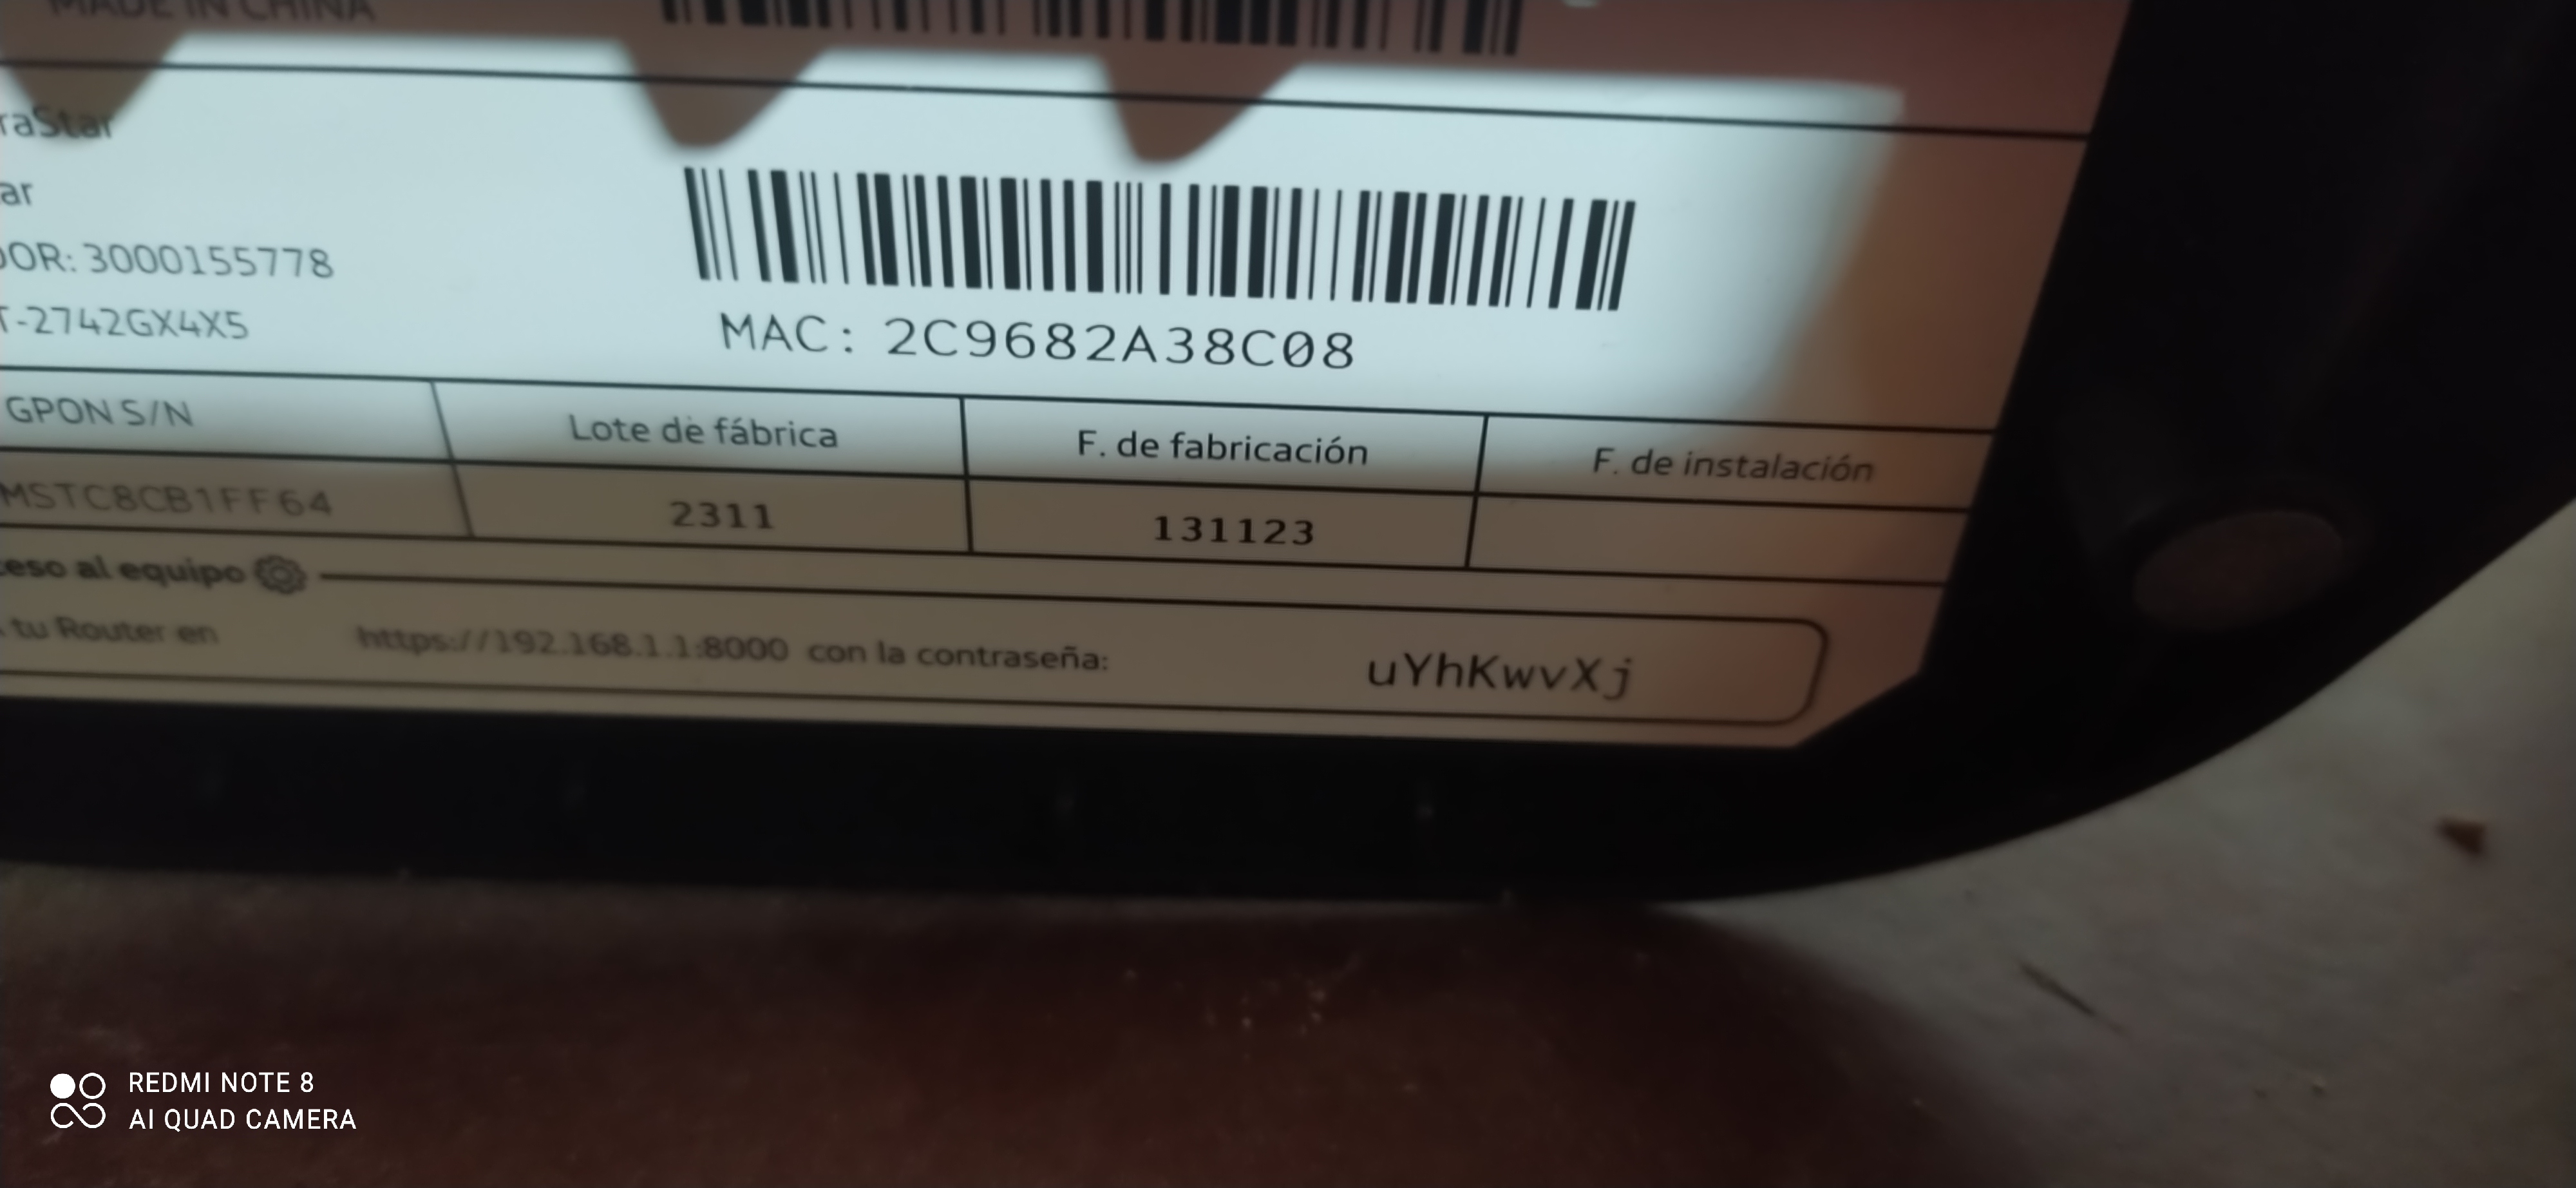 MADE IN CHINA
raStar
ar
OR: 3000155778
T-2742GX4X5
MAC: 2C9682A38C08
GPON S/N
Lote de fábrica
F. de fabricación
F. de instalación
MSTC8CB1FF64
2311
131123
eso al equipo
tu Router en https://192.168.1.1:8000 con la contraseña: uYhKwvXj
REDMI NOTE 8
AI QUAD CAMERA